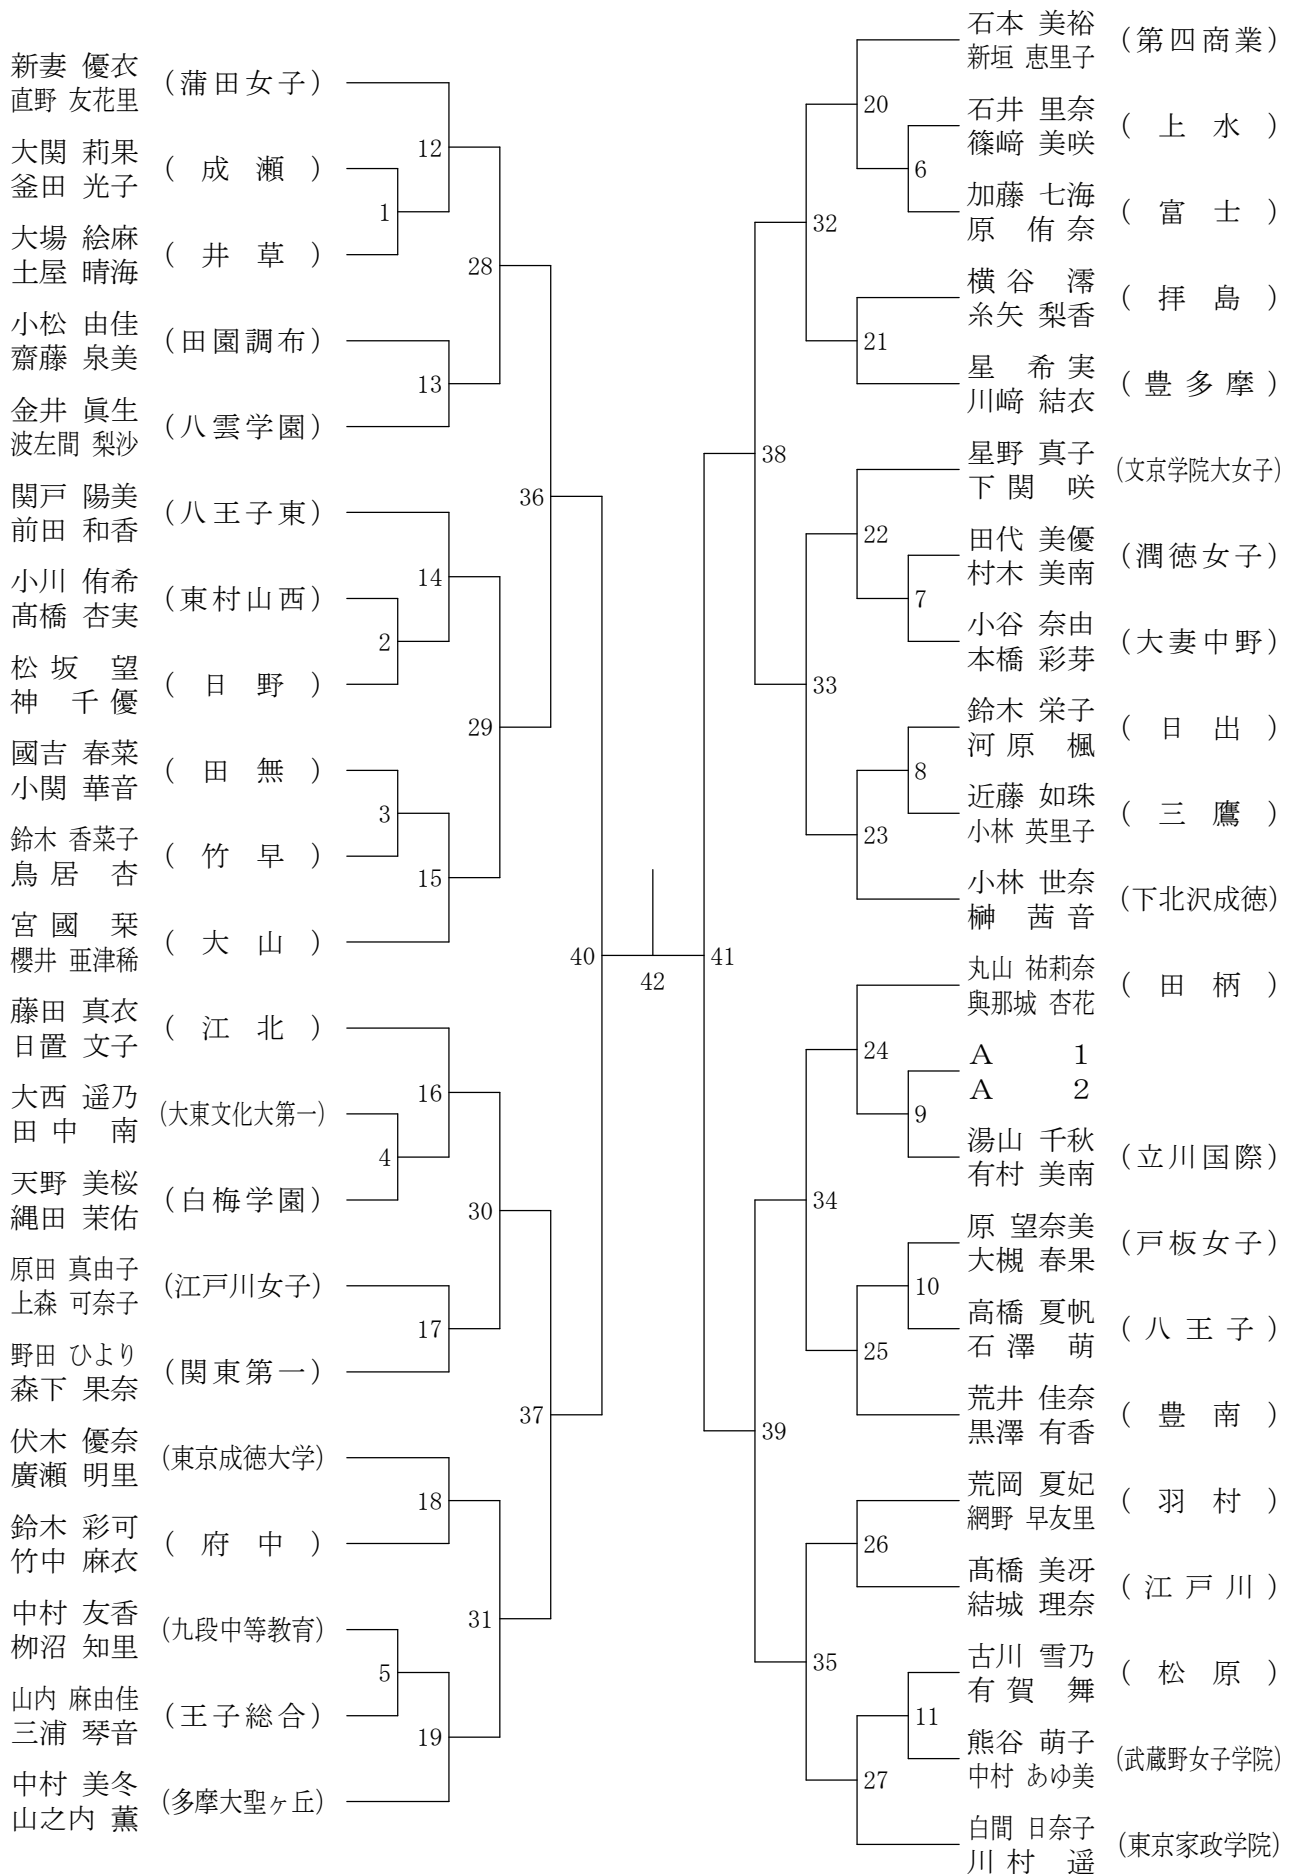 新妻 優衣
直野 友花里
(蒲田女子)
大関 莉果
釜田 光子
(成瀬)
大場 絵麻
土屋 晴海
(井草)
小松 由佳
齋藤 泉美
(田園調布)
金井 眞生
波左間 梨沙
(八雲学園)
関戸 陽美
前田 和香
(八王子東)
小川 侑希
髙橋 杏実
(東村山西)
松坂 望
神 千優
(日野)
國吉 春菜
小関 華音
(田無)
鈴木 香菜子
鳥居 杏
(竹早)
宮國 栞
櫻井 亜津稀
(大山)
藤田 真衣
日置 文子
(江北)
大西 遥乃
田中 南
(大東文化大第一)
天野 美桜
縄田 茉佑
(白梅学園)
原田 真由子
上森 可奈子
(江戸川女子)
野田 ひより
森下 果奈
(関東第一)
伏木 優奈
廣瀬 明里
(東京成徳大学)
鈴木 彩可
竹中 麻衣
(府中)
中村 友香
栁沼 知里
(九段中等教育)
山内 麻由佳
三浦 琴音
(王子総合)
中村 美冬
山之内 薫
(多摩大聖ヶ丘)
1
2
3
4
5
12
13
14
15
16
17
18
19
28
29
30
31
36
37
40
42
41
38
39
32
33
34
35
20
21
22
23
24
25
26
27
6
7
8
9
10
11
石本 美裕
新垣 恵里子
(第四商業)
石井 里奈
篠﨑 美咲
(上水)
加藤 七海
原 侑奈
(富士)
横谷 澪
糸矢 梨香
(拝島)
星 希実
川﨑 結衣
(豊多摩)
星野 真子
下関 咲
(文京学院大女子)
田代 美優
村木 美南
(潤徳女子)
小谷 奈由
本橋 彩芽
(大妻中野)
鈴木 栄子
河原 楓
(日出)
近藤 如珠
小林 英里子
(三鷹)
小林 世奈
榊 茜音
(下北沢成徳)
丸山 祐莉奈
與那城 杏花
(田柄)
A 1
A 2
湯山 千秋
有村 美南
(立川国際)
原 望奈美
大槻 春果
(戸板女子)
高橋 夏帆
石澤 萌
(八王子)
荒井 佳奈
黒澤 有香
(豊南)
荒岡 夏妃
網野 早友里
(羽村)
髙橋 美冴
結城 理奈
(江戸川)
古川 雪乃
有賀 舞
(松原)
熊谷 萌子
中村 あゆ美
(武蔵野女子学院)
白間 日奈子
川村 遥
(東京家政学院)